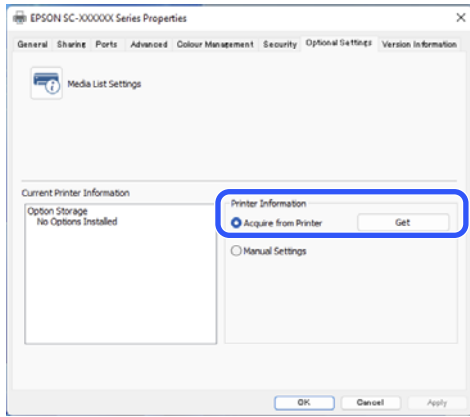 EPSON SC-XXXXXX Series Properties
General Sharing Ports Advanced Colour Management Security Optional Settings Version Information
Media List Settings
Current Printer Information
Option Storage
No Options Installed
Printer Information
Acquire from Printer Get
Manual Settings
OK Cancel Apply